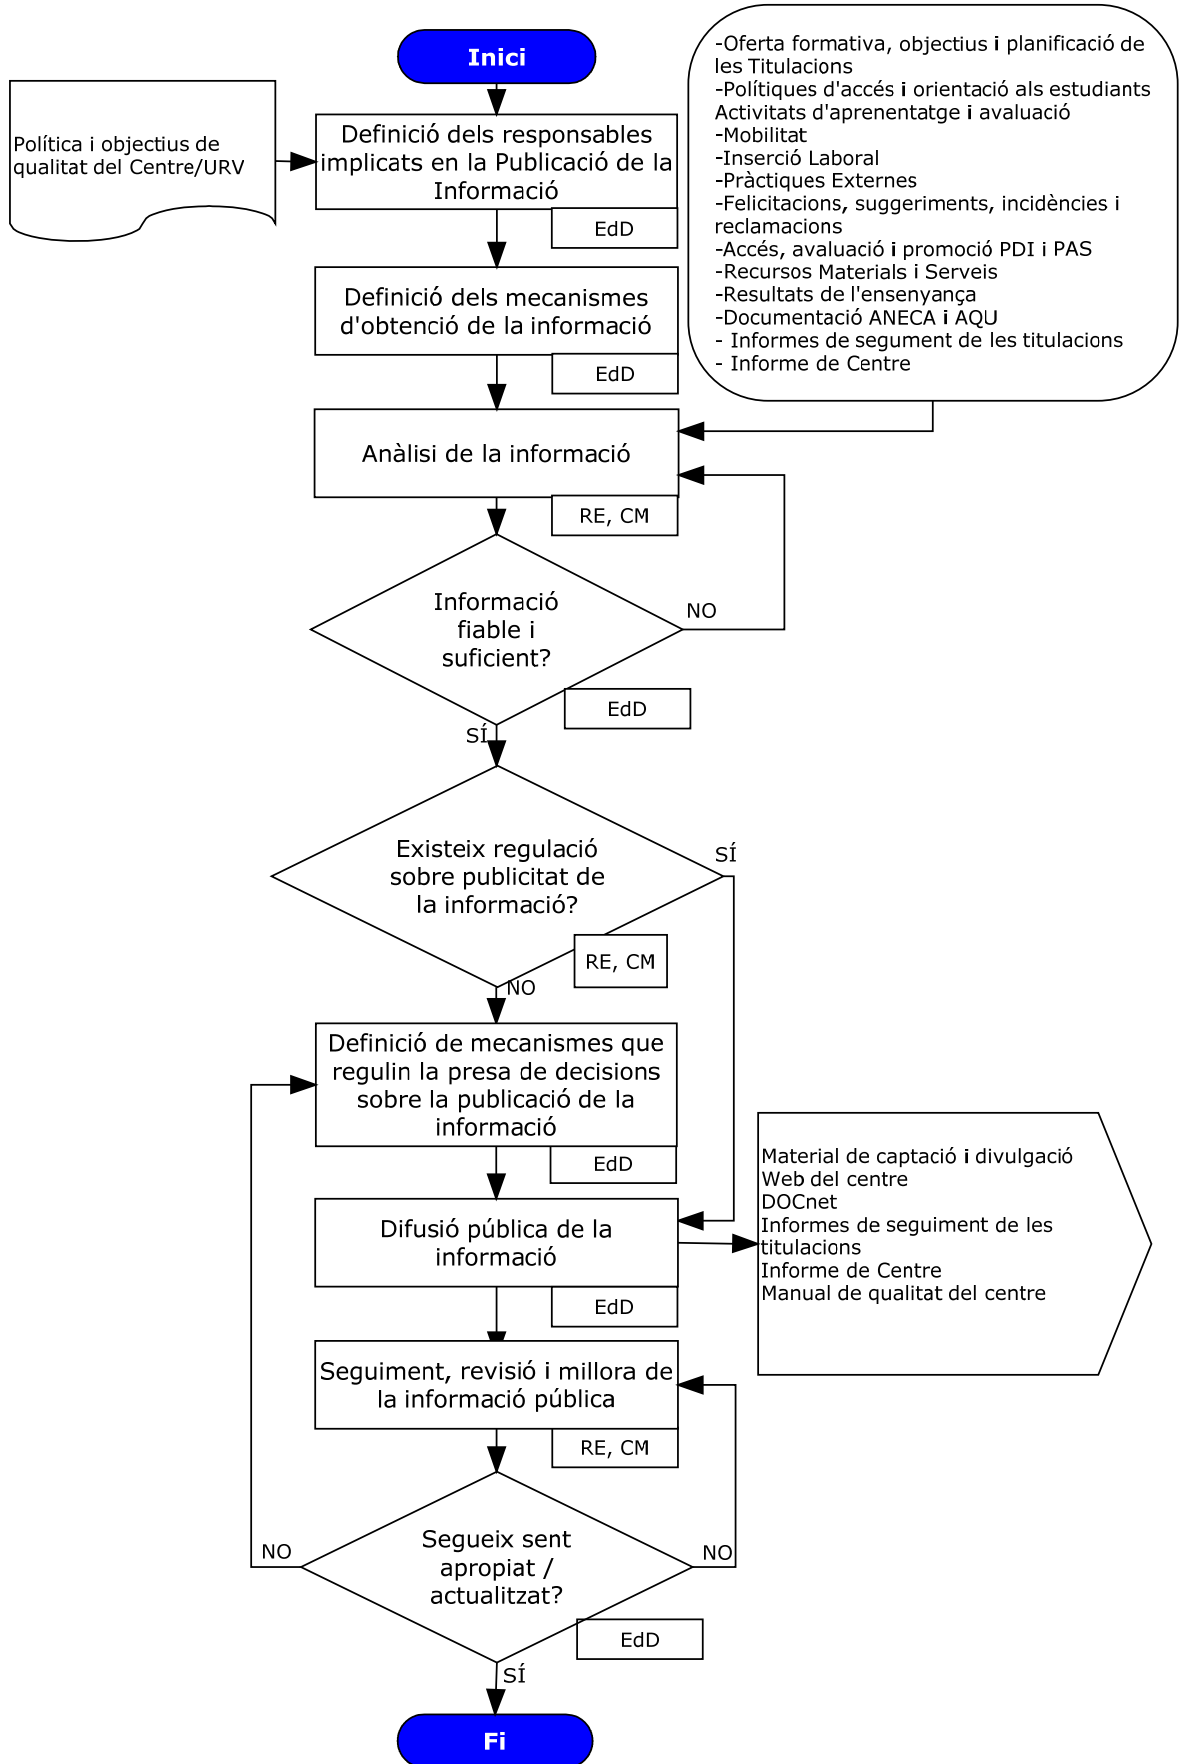 Inici
Política i objectius de
qualitat del Centre/URV
Definició dels responsables
implicats en la Publicació de la
Informació
EdD
-Oferta formativa, objectius i planificació de
les Titulacions
-Polítiques d'accés i orientació als estudiants
Activitats d'aprenentatge i avaluació
-Mobilitat
-Inserció Laboral
-Pràctiques Externes
-Felicitacions, suggeriments, incidències i
reclamacions
-Accés, avaluació i promoció PDI i PAS
-Recursos Materials i Serveis
-Resultats de l'ensenyança
-Documentació ANECA i AQU
- Informes de segument de les titulacions
- Informe de Centre
Definició dels mecanismes
d'obtenció de la informació
EdD
Anàlisi de la informació
RE, CM
Informació
fiable i
suficient?
NO
EdD
SÍ
Existeix regulació
sobre publicitat de
la informació?
SÍ
RE, CM
NO
Definició de mecanismes que
regulin la presa de decisions
sobre la publicació de la
informació
EdD
Difusió pública de la
informació
EdD
Material de captació i divulgació
Web del centre
DOCnet
Informes de seguiment de les
titulacions
Informe de Centre
Manual de qualitat del centre
Seguiment, revisió i millora de
la informació pública
RE, CM
Segueix sent
apropiat /
actualitzat?
NO
NO
EdD
SÍ
Fi